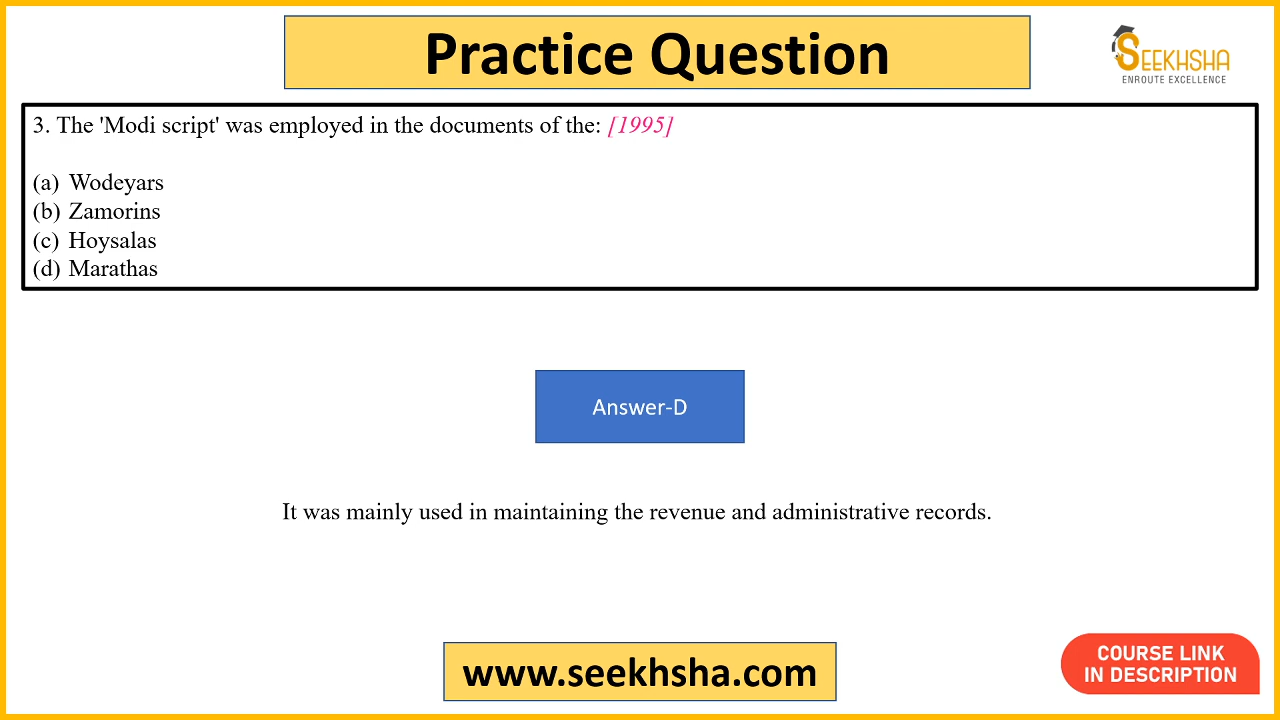 Practice Question
SEEKHSHA
ENROUTE EXCELLENCE
3. The 'Modi script' was employed in the documents of the: [1995]
(a) Wodeyars
(b) Zamorins
(c) Hoysalas
(d) Marathas
Answer-D
It was mainly used in maintaining the revenue and administrative records.
www.seekhsha.com
COURSE LINK
IN DESCRIPTION